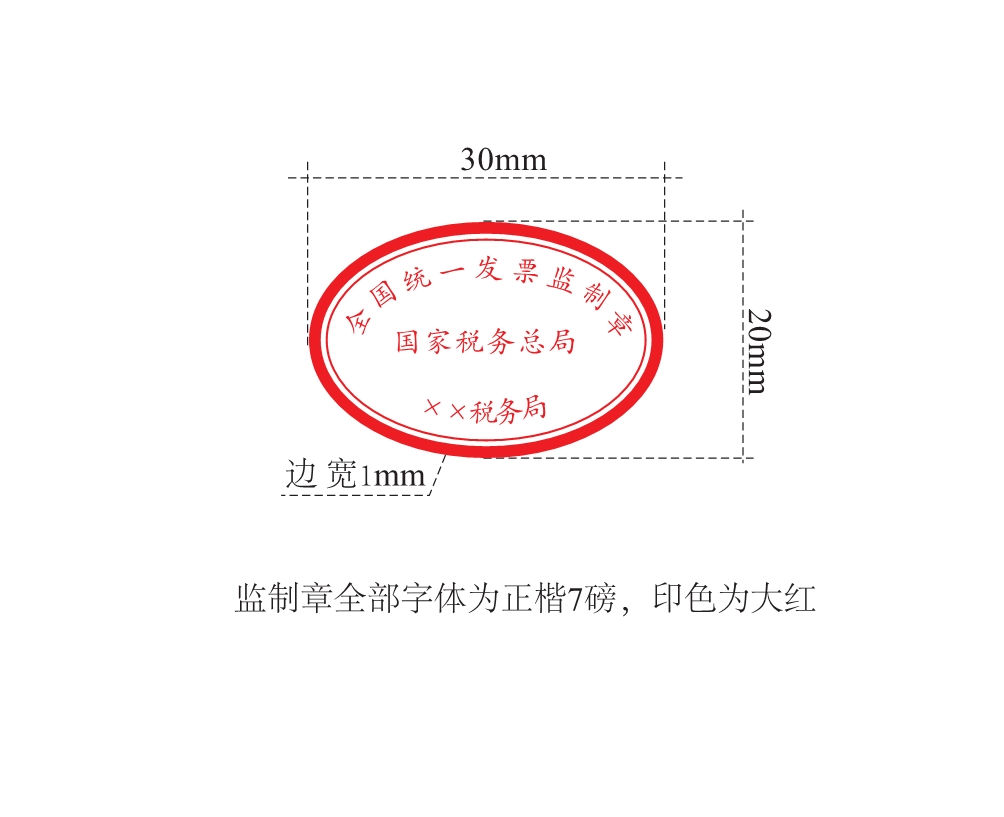 30mm
全国统一发票监制章
国家税务总局
××税务局
20mm
边 宽1mm
监制章全部字体为正楷7磅，印色为大红